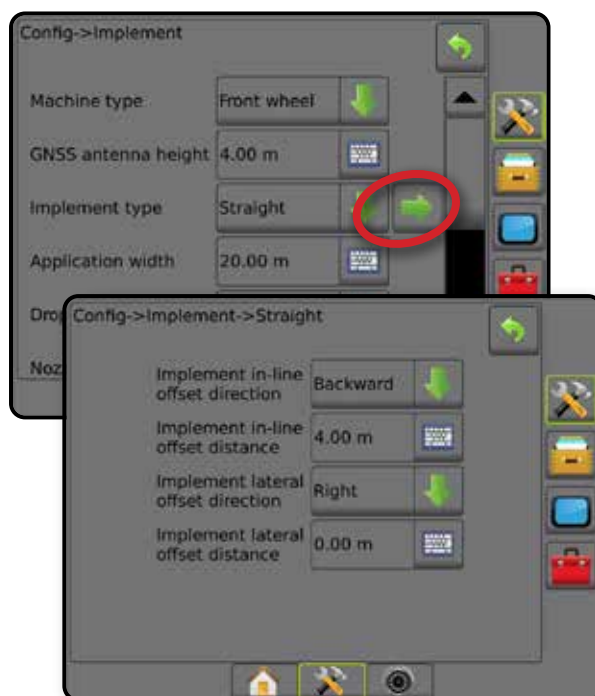 Config->Implement
Machine type Front wheel
GNSS antenna height 4.00 m
Implement type Straight
Application width 20.00 m
Config->Implement->Straight
Implement in-line
offset direction Backward
Implement in-line
offset distance 4.00 m
Implement lateral
offset direction Right
Implement lateral
offset distance 0.00 m